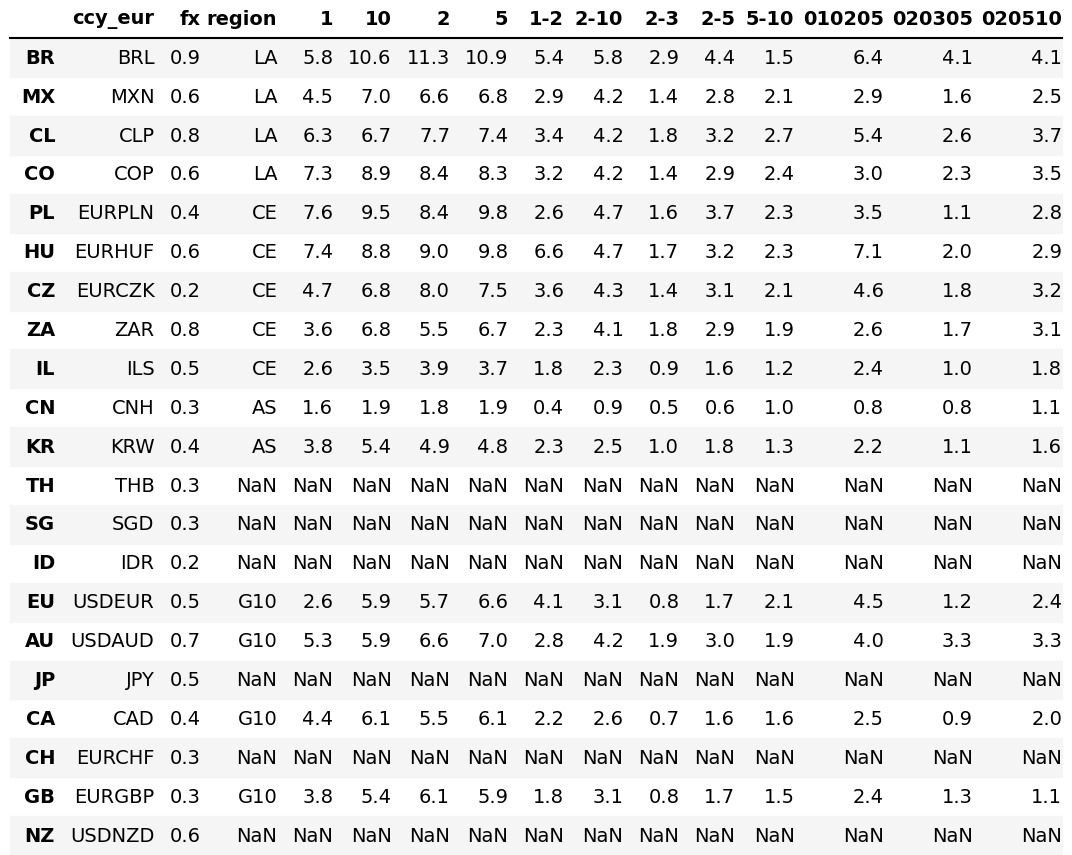 ccy_eur fx region 1 10 2 5 1-2 2-10 2-3 2-5 5-10 010205 020305 020510
BR BRL 0.9 LA 5.8 10.6 11.3 10.9 5.4 5.8 2.9 4.4 1.5 6.4 4.1 4.1
MX MXN 0.6 LA 4.5 7.0 6.6 6.8 2.9 4.2 1.4 2.8 2.1 2.9 1.6 2.5
CL CLP 0.8 LA 6.3 6.7 7.7 7.4 3.4 4.2 1.8 3.2 2.7 5.4 2.6 3.7
CO COP 0.6 LA 7.3 8.9 8.4 8.3 3.2 4.2 1.4 2.9 2.4 3.0 2.3 3.5
PL EURPLN 0.4 CE 7.6 9.5 8.4 9.8 2.6 4.7 1.6 3.7 2.3 3.5 1.1 2.8
HU EURHUF 0.6 CE 7.4 8.8 9.0 9.8 6.6 4.7 1.7 3.2 2.3 7.1 2.0 2.9
CZ EURCZK 0.2 CE 4.7 6.8 8.0 7.5 3.6 4.3 1.4 3.1 2.1 4.6 1.8 3.2
ZA ZAR 0.8 CE 3.6 6.8 5.5 6.7 2.3 4.1 1.8 2.9 1.9 2.6 1.7 3.1
IL ILS 0.5 CE 2.6 3.5 3.9 3.7 1.8 2.3 0.9 1.6 1.2 2.4 1.0 1.8
CN CNH 0.3 AS 1.6 1.9 1.8 1.9 0.4 0.9 0.5 0.6 1.0 0.8 0.8 1.1
KR KRW 0.4 AS 3.8 5.4 4.9 4.8 2.3 2.5 1.0 1.8 1.3 2.2 1.1 1.6
TH THB 0.3 NaN NaN NaN NaN NaN NaN NaN NaN NaN NaN NaN NaN NaN
SG SGD 0.3 NaN NaN NaN NaN NaN NaN NaN NaN NaN NaN NaN NaN NaN
ID IDR 0.2 NaN NaN NaN NaN NaN NaN NaN NaN NaN NaN NaN NaN NaN
EU USDEUR 0.5 G10 2.6 5.9 5.7 6.6 4.1 3.1 0.8 1.7 2.1 4.5 1.2 2.4
AU USDAUD 0.7 G10 5.3 5.9 6.6 7.0 2.8 4.2 1.9 3.0 1.9 4.0 3.3 3.3
JP JPY 0.5 NaN NaN NaN NaN NaN NaN NaN NaN NaN NaN NaN NaN NaN
CA CAD 0.4 G10 4.4 6.1 5.5 6.1 2.2 2.6 0.7 1.6 1.6 2.5 0.9 2.0
CH EURCHF 0.3 NaN NaN NaN NaN NaN NaN NaN NaN NaN NaN NaN NaN NaN
GB EURGBP 0.3 G10 3.8 5.4 6.1 5.9 1.8 3.1 0.8 1.7 1.5 2.4 1.3 1.1
NZ USDNZD 0.6 NaN NaN NaN NaN NaN NaN NaN NaN NaN NaN NaN NaN NaN